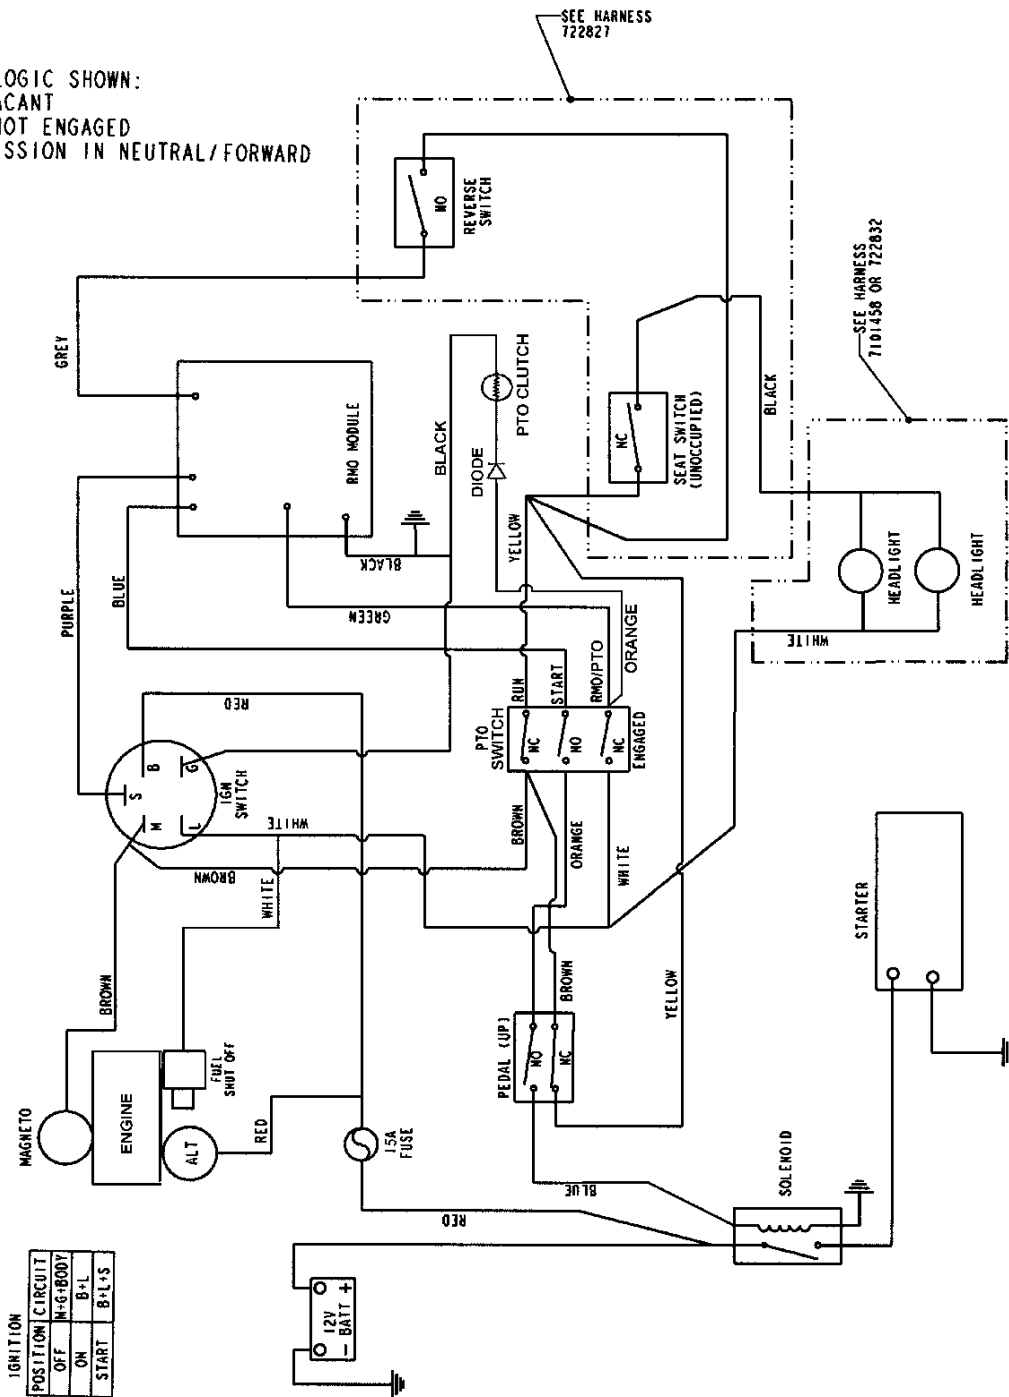 LOGIC SHOWN:
ACANT
NOT ENGAGED
ISSION IN NEUTRAL/FORWARD
SEE HARNESS
722827
NO
REVERSE
SWITCH
SEE HARNESS
7101458 OR 722832
GREY
RMO MODULE
BLACK
PTO CLUTCH
DIODE
NC
SEAT SWITCH
(UNOCCUPIED)
BLACK
PURPLE
BLUE
BLACK
GREEN
YELLOW
ORANGE
WHITE
HEADLIGHT
HEADLIGHT
RED
S
B
M
G
L
IGN
SWITCH
PTO
SWITCH
RUN
START
RMO/PTO
NC
NO
NC
ENGAGED
WHITE
BROWN
WHITE
BROWN
ORANGE
WHITE
BROWN
MAGNETO
ENGINE
FUEL
SHUT OFF
ALT
RED
15A
FUSE
PEDAL (UP)
NO
NC
BROWN
YELLOW
STARTER
BLUE
SOLENOID
RED
12V
BATT
- +
IGNITION
POSITION CIRCUIT
OFF M+G+BODY
ON B+L
START B+L+S